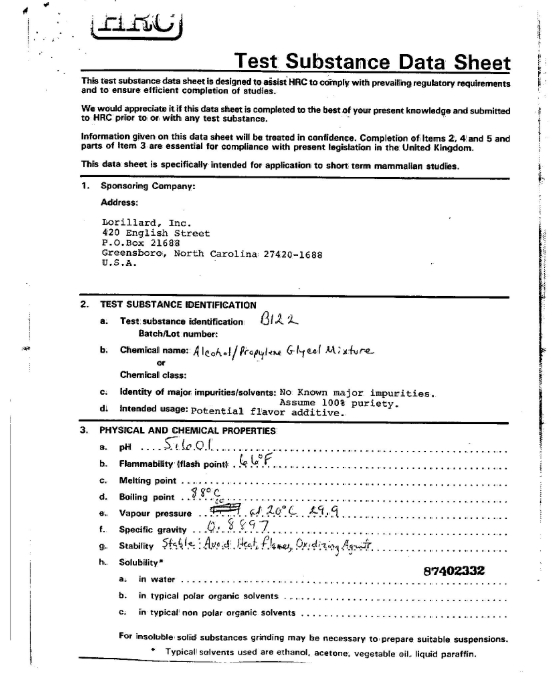 HRC
Test Substance Data Sheet
This test substance data sheet is designed to assist HRC to comply with prevailing regulatory requirements
and to ensure efficient completion of studies.
We would appreciate it if this data sheet is completed to the best of your present knowledge and submitted
to HRC prior to or with any test substance.
Information given on this data sheet will be treated in confidence. Completion of Items 2, 4 and 5 and
parts of Item 3 are essential for compliance with present legislation in the United Kingdom.
This data sheet is specifically intended for application to short term mammalian studies.
1. Sponsoring Company:
Address:
Lorillard, Inc.
420 English Street
P.O.Box 21688
Greensboro, North Carolina 27420-1688
U.S.A.
2. TEST SUBSTANCE IDENTIFICATION
a. Test substance identification B122
Batch/Lot number:
b. Chemical name: Alcohol/Propylene Glycol Mixture
or
Chemical class:
c. Identity of major impurities/solvents: No Known major impurities.
Assume 100% puriety.
d. Intended usage: Potential flavor additive.
3. PHYSICAL AND CHEMICAL PROPERTIES
a. pH
b. Flammability (flash point) 66°F
c. Melting point
d. Boiling point 88°C
e. Vapour pressure at 20°C 29.9
f. Specific gravity 0.8897
g. Stability Stable: Avoid Heat, Flames, Oxidizing Agents
h. Solubility*
87402332
a. in water
b. in typical polar organic solvents
c. in typical non polar organic solvents
For insoluble solid substances grinding may be necessary to prepare suitable suspensions.
* Typical solvents used are ethanol, acetone, vegetable oil, liquid paraffin.